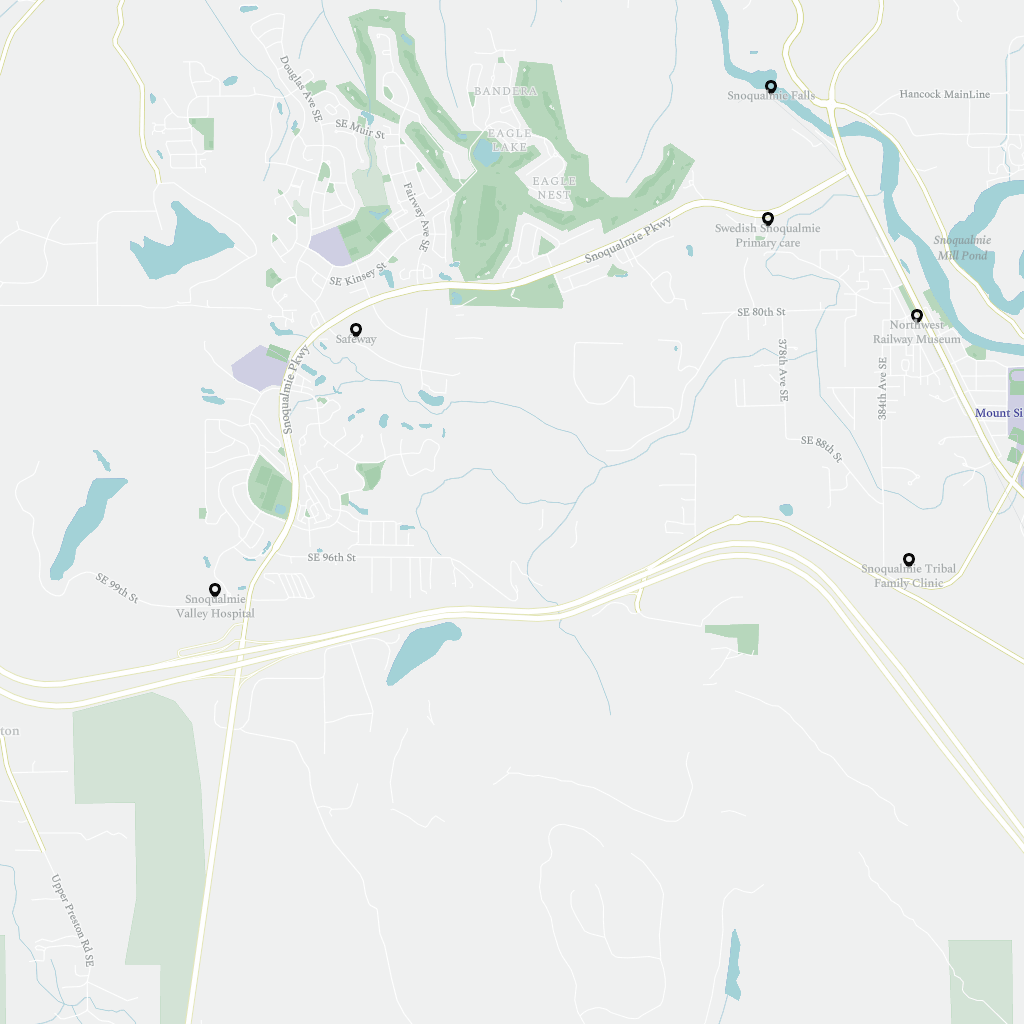 Douglas Ave SE
BANDERA
Snoqualmie Falls
Hancock MainLine
SE Muir St
EAGLE
LAKE
EAGLE
NEST
Fairway Ave SE
Snoqualmie Pkwy
Swedish Snoqualmie
Primary care
Snoqualmie
Mill Pond
SE Kinsey St
SE 80th St
Northwest
Railway Museum
Safeway
Snoqualmie Pkwy
378th Ave SE
384th Ave SE
Mount Si
SE 88th St
SE 96th St
SE 99th St
Snoqualmie
Valley Hospital
Snoqualmie Tribal
Family Clinic
ton
Upper Preston Rd SE